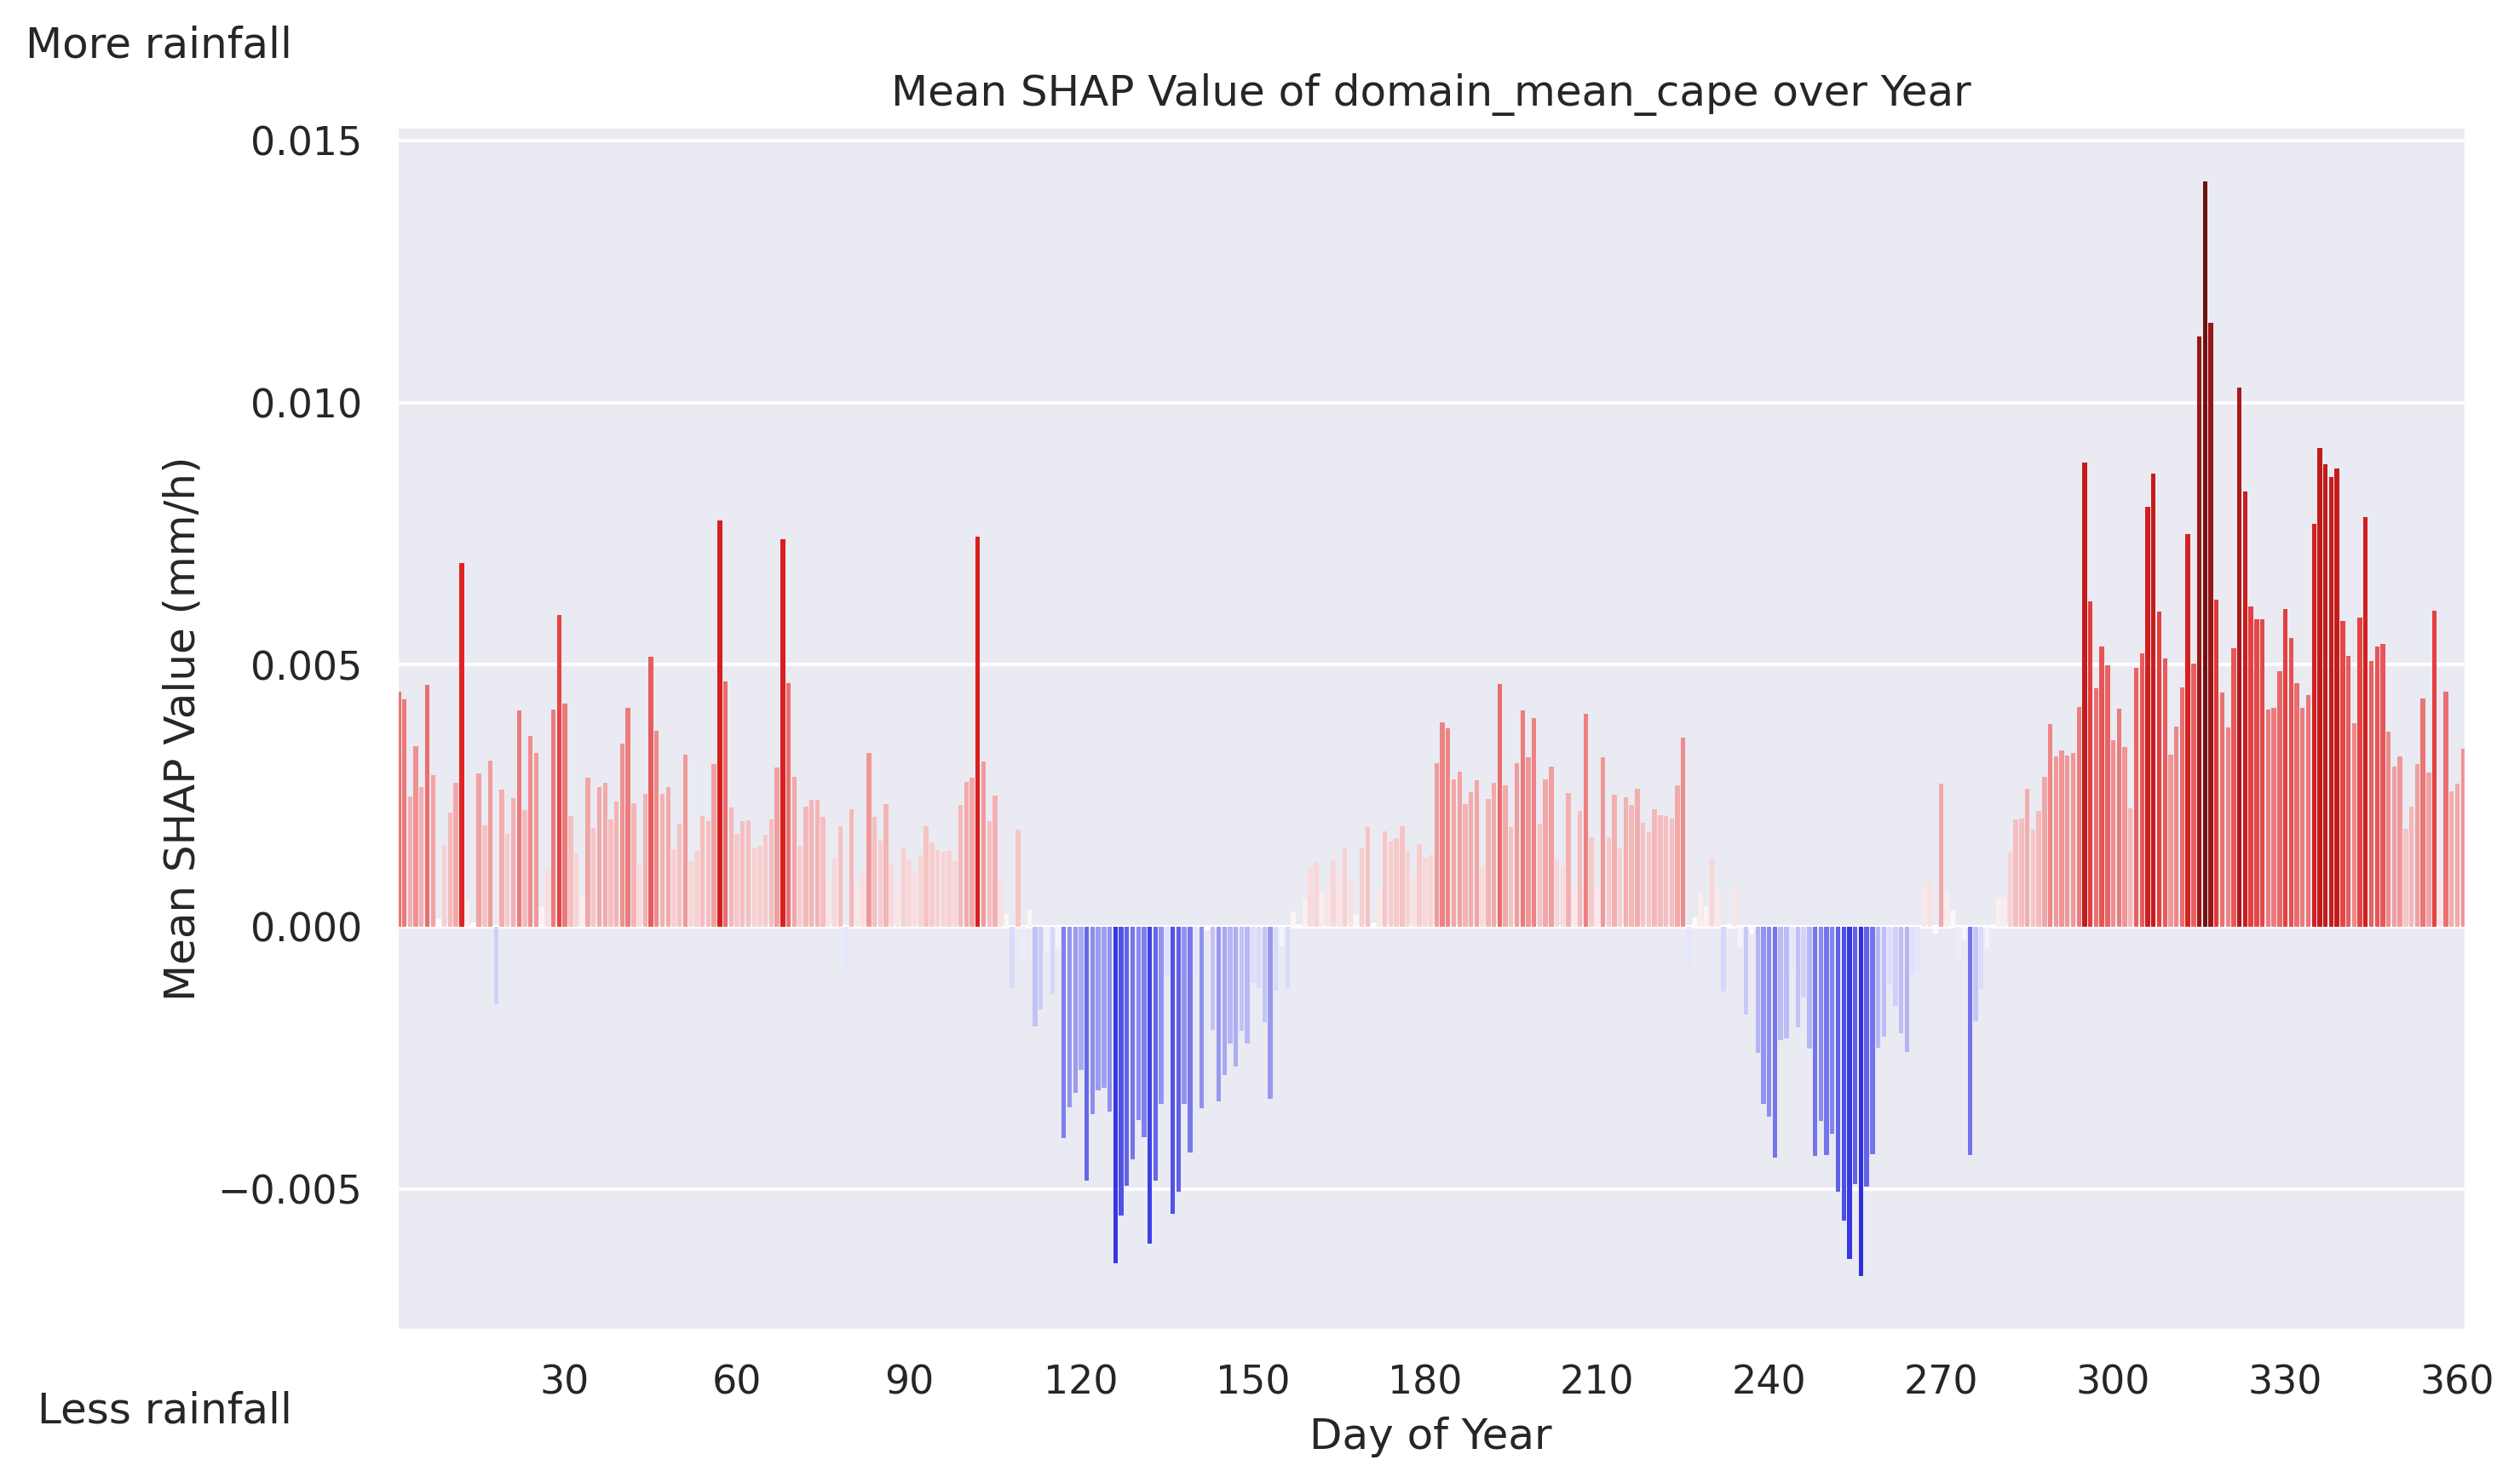 More rainfall
Mean SHAP Value of domain_mean_cape over Year
0.015
0.010
0.005
0.000
−0.005
Mean SHAP Value (mm/h)
30 60 90 120 150 180 210 240 270 300 330 360
Less rainfall
Day of Year